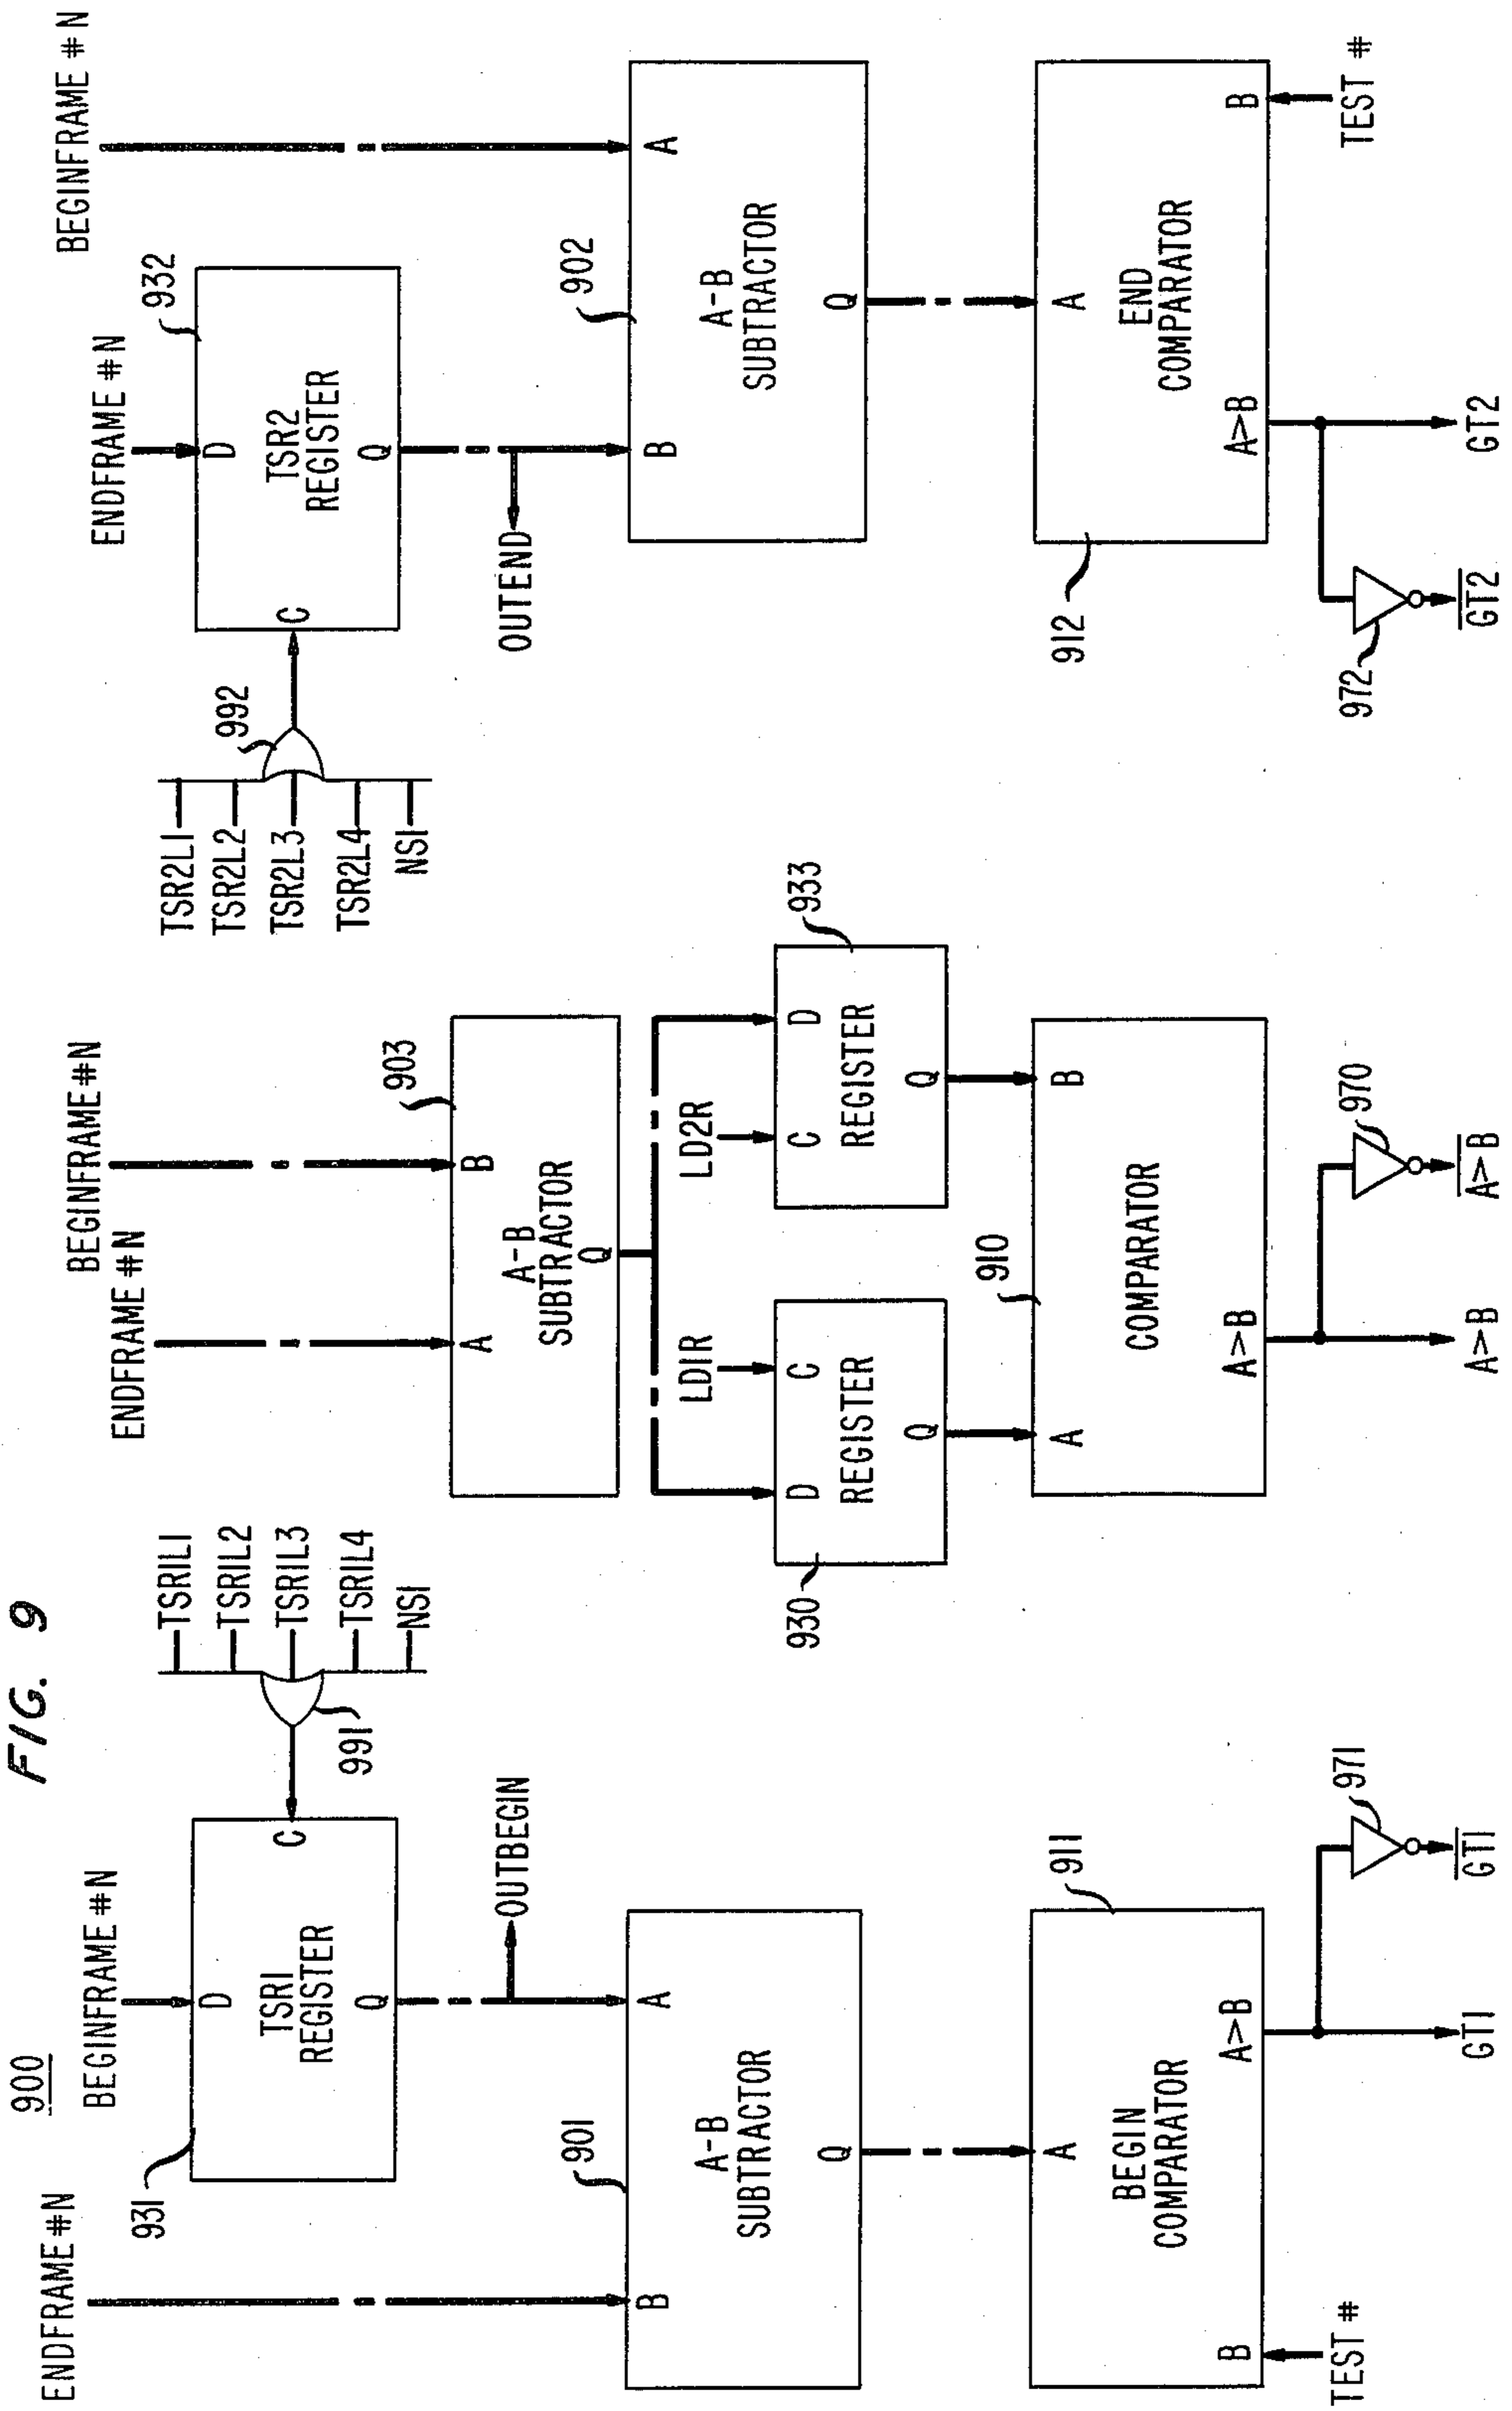 FIG. 9
900
ENDFRAME #N
931
BEGINFRAME #N
D
TSR1
REGISTER
C
Q
991
TSR1L1
TSR1L2
TSR1L3
TSR1L4
NS1
OUTBEGIN
901
B
A
A-B
SUBTRACTOR
Q
911
A
BEGIN
COMPARATOR
B
A>B
TEST #
971
GT1
GT1
ENDFRAME #N
BEGINFRAME #N
903
A
B
A-B
SUBTRACTOR
Q
LD1R
LD2R
930
D
C
REGISTER
Q
933
C
D
REGISTER
Q
910
A
B
COMPARATOR
A>B
970
A>B
A>B
TSR2L1
TSR2L2
TSR2L3
TSR2L4
NS1
992
ENDFRAME #N
932
D
C
TSR2
REGISTER
Q
BEGINFRAME #N
OUTEND
902
B
A
A-B
SUBTRACTOR
Q
912
A
END
COMPARATOR
A>B
B
972
GT2
GT2
TEST #